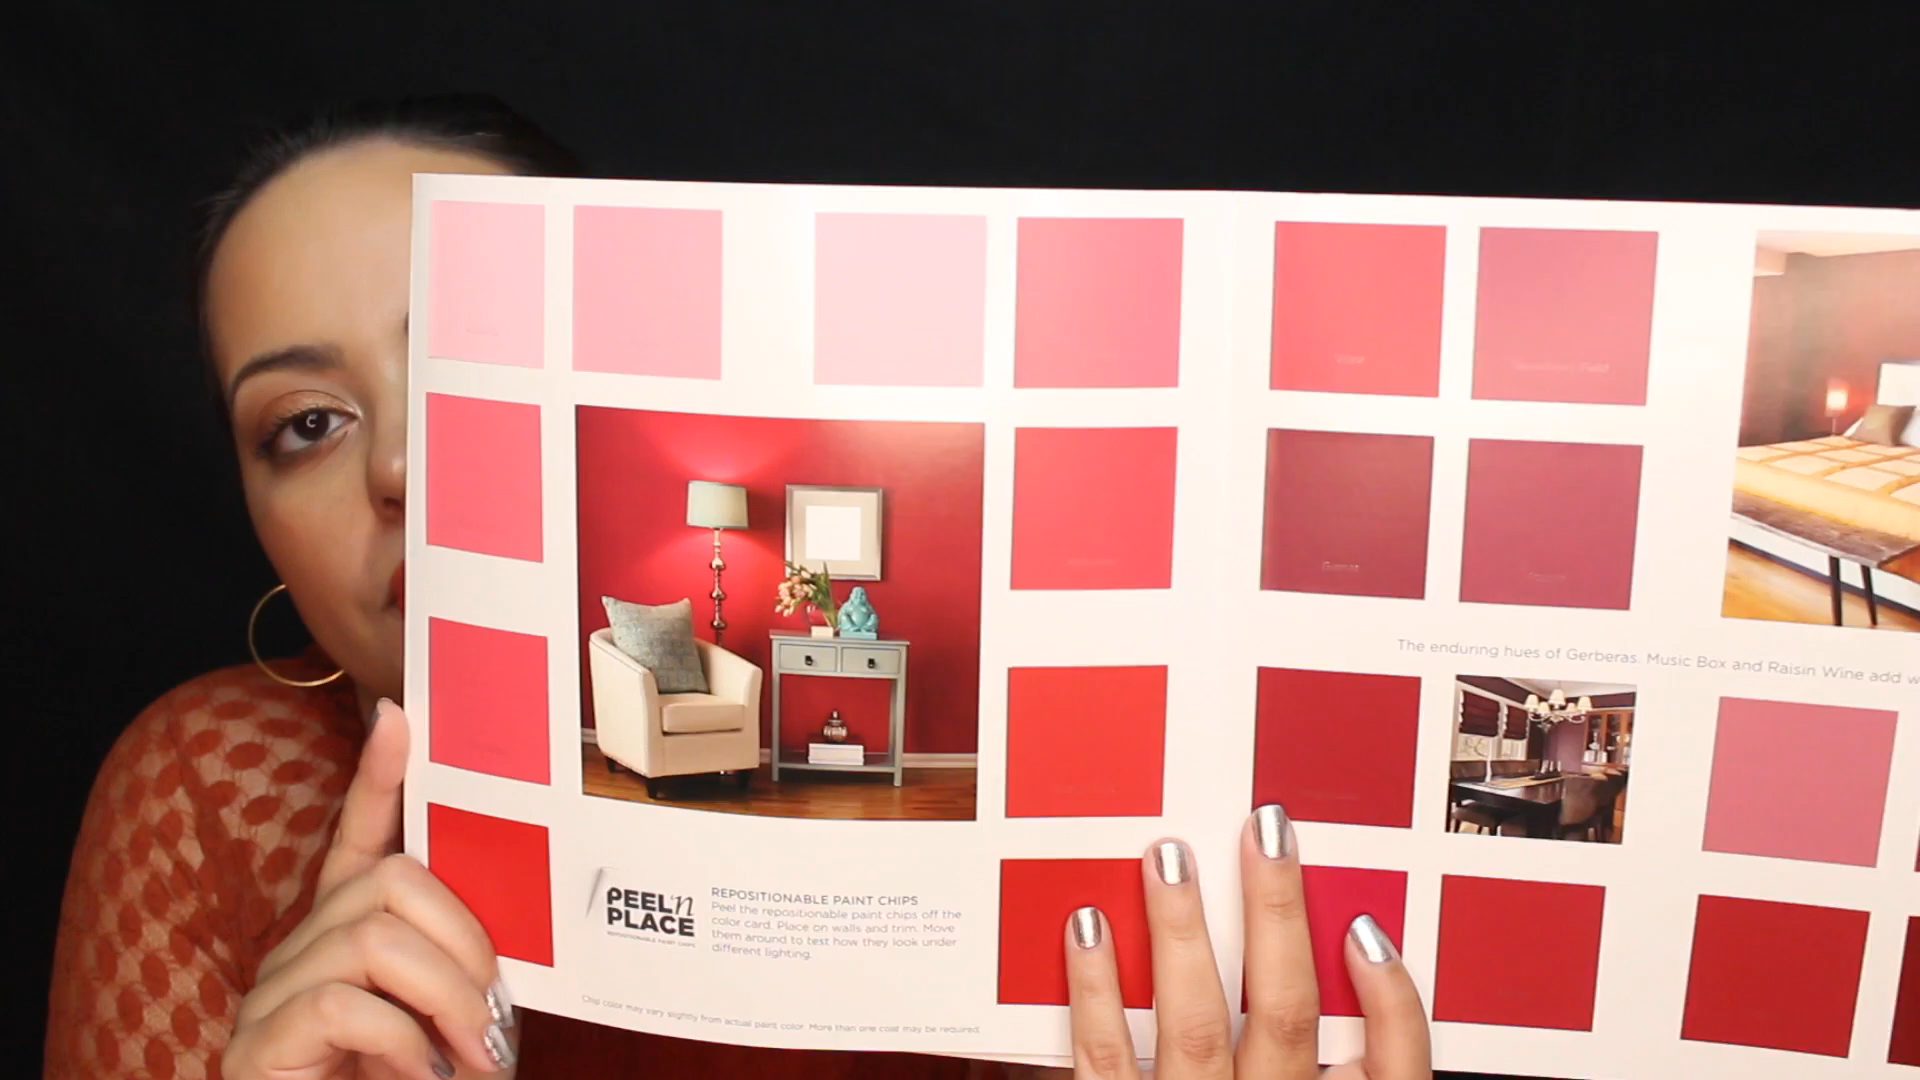 Garnet
The enduring hues of Gerberas. Music Box and Raisin Wine add w
PEEL'n
PLACE
REPOSITIONABLE PAINT CHIPS
REPOSITIONABLE PAINT CHIPS
Peel the repositionable paint chips off the
color card. Place on walls and trim. Move
them around to test how they look under
different lighting.
Chip color may vary slightly from actual paint color. More than one coat may be required.